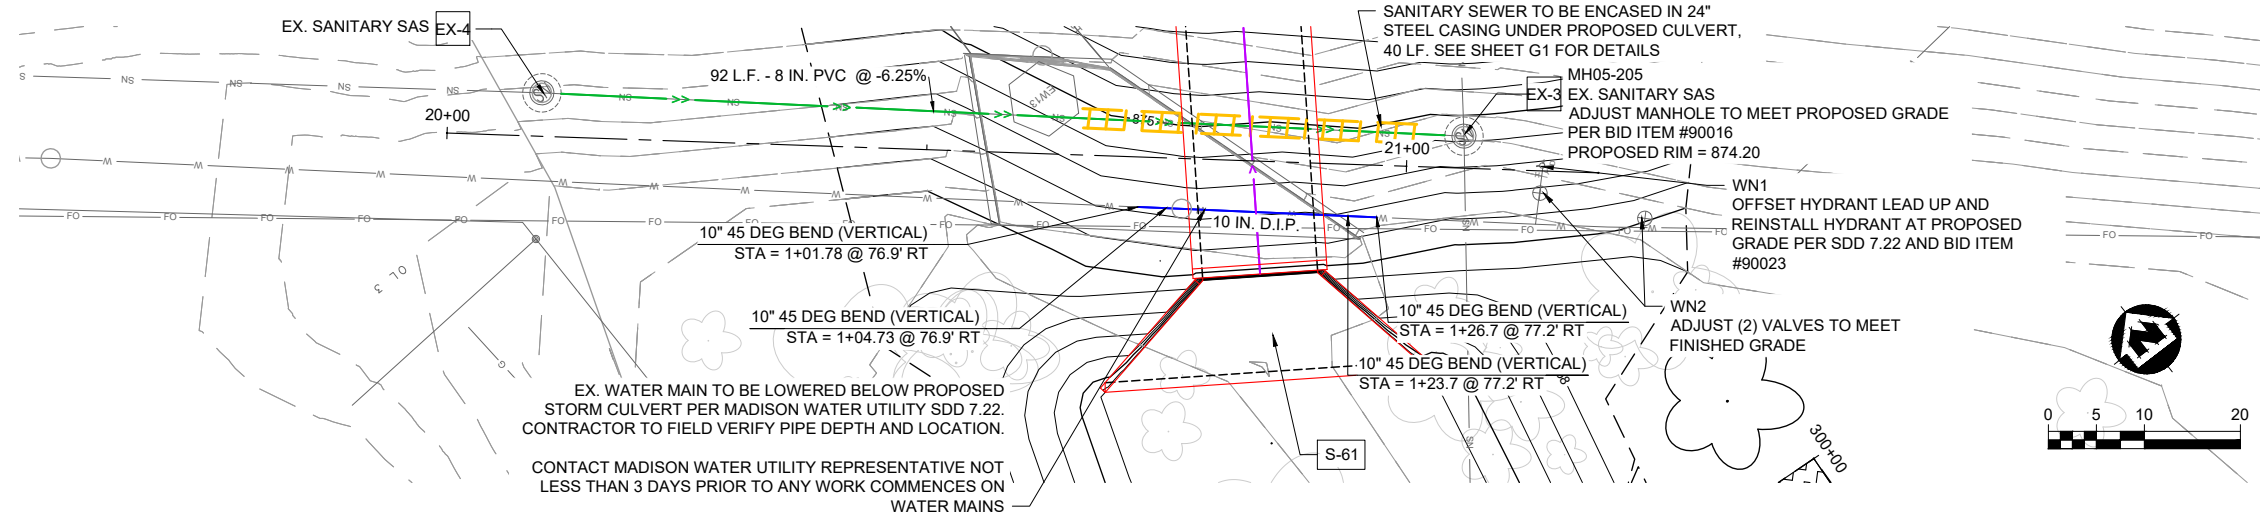 EX. SANITARY SAS EX-4
92 L.F. - 8 IN. PVC @ -6.25%
SANITARY SEWER TO BE ENCASED IN 24"
STEEL CASING UNDER PROPOSED CULVERT,
40 LF. SEE SHEET G1 FOR DETAILS
MH05-205
EX-3 EX. SANITARY SAS
ADJUST MANHOLE TO MEET PROPOSED GRADE
PER BID ITEM #90016
PROPOSED RIM = 874.20
20+00
21+00
EW13
875
WN1
OFFSET HYDRANT LEAD UP AND
REINSTALL HYDRANT AT PROPOSED
GRADE PER SDD 7.22 AND BID ITEM
#90023
10 IN. D.I.P.
10" 45 DEG BEND (VERTICAL)
STA = 1+01.78 @ 76.9' RT
OL 3
10" 45 DEG BEND (VERTICAL)
STA = 1+04.73 @ 76.9' RT
10" 45 DEG BEND (VERTICAL)
STA = 1+26.7 @ 77.2' RT
10" 45 DEG BEND (VERTICAL)
STA = 1+23.7 @ 77.2' RT
WN2
ADJUST (2) VALVES TO MEET
FINISHED GRADE
EX. WATER MAIN TO BE LOWERED BELOW PROPOSED
STORM CULVERT PER MADISON WATER UTILITY SDD 7.22.
CONTRACTOR TO FIELD VERIFY PIPE DEPTH AND LOCATION.
CONTACT MADISON WATER UTILITY REPRESENTATIVE NOT
LESS THAN 3 DAYS PRIOR TO ANY WORK COMMENCES ON
WATER MAINS
S-61
300+00
0 5 10 20